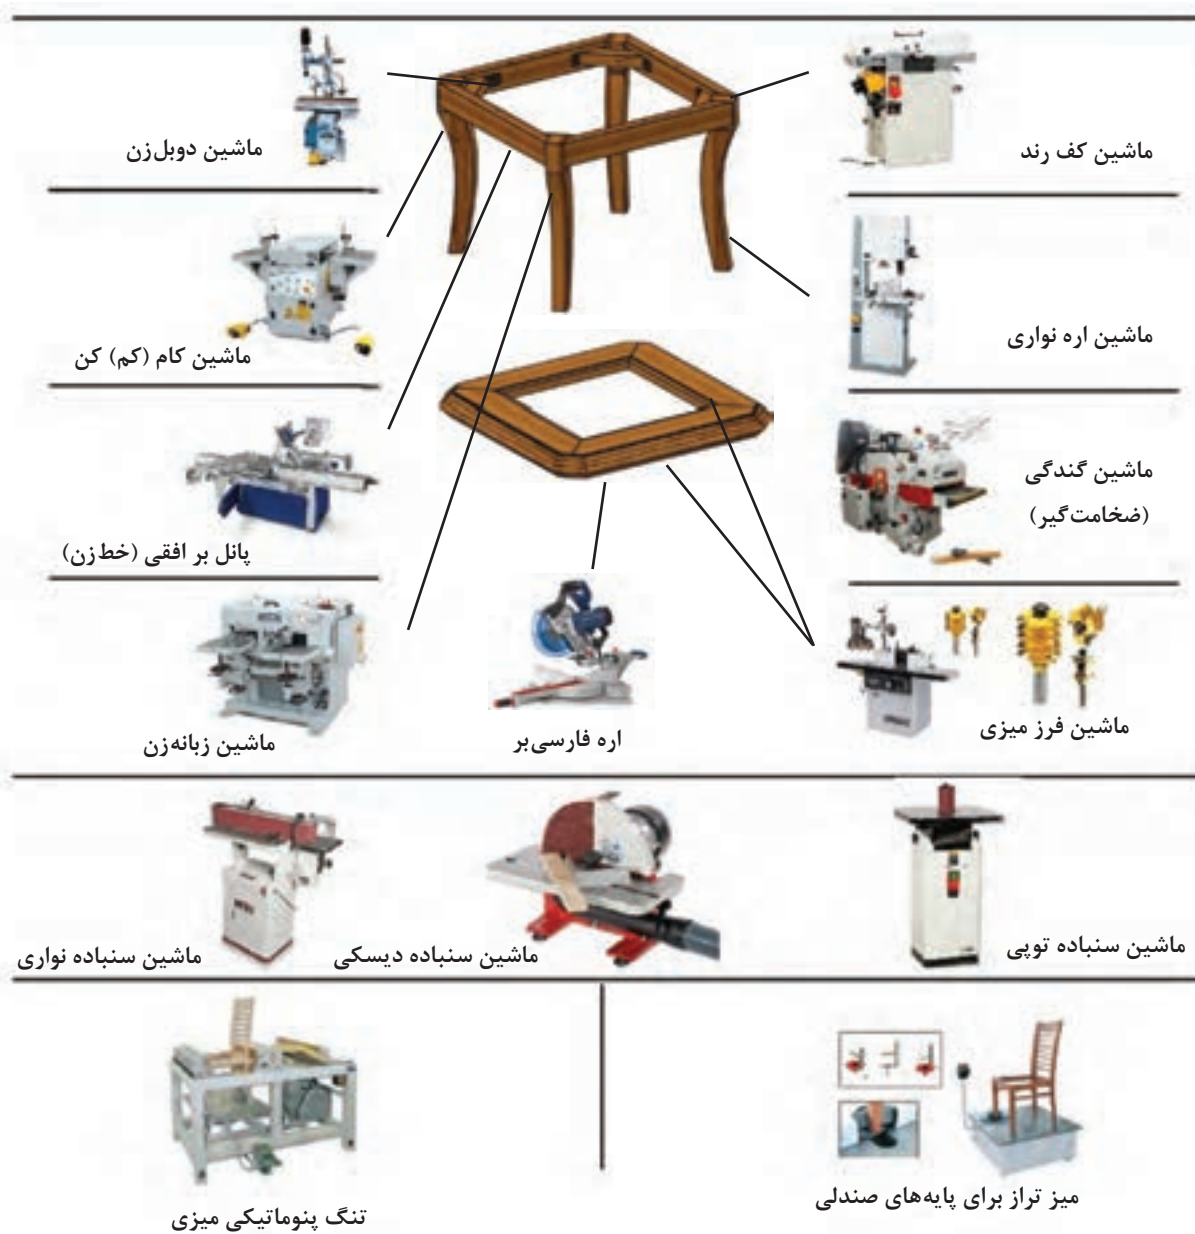 ماشین کف رند
ماشین دوبل‌زن
ماشین اره نواری
ماشین کام (کم) کن
ماشین گندگی
(ضخامت‌گیر)
پانل بر افقی (خط‌زن)
ماشین فرز میزی
اره فارسی‌بر
ماشین زبانه‌زن
ماشین سنباده توپی
ماشین سنباده دیسکی
ماشین سنباده نواری
میز تراز برای پایه‌های صندلی
تنگ پنوماتیکی میزی